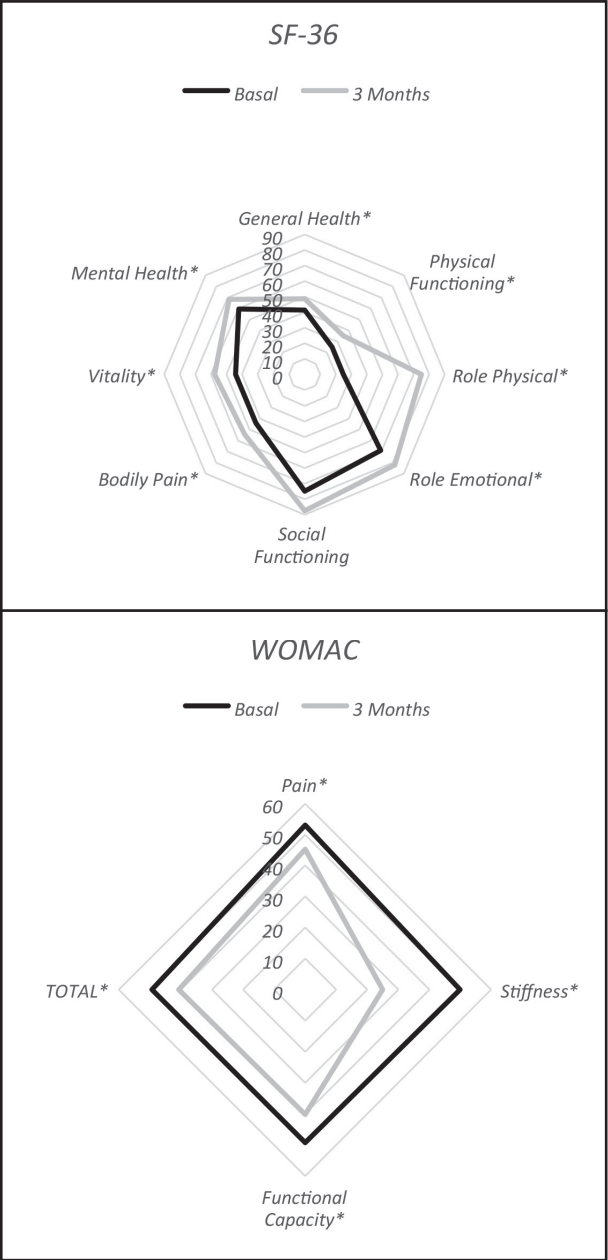 SF-36
Basal 3 Months
General Health*
90
80
70
60
50
40
30
20
10
0
Physical
Functioning*
Role Physical*
Role Emotional*
Social
Functioning
Bodily Pain*
Vitality*
Mental Health*
WOMAC
Basal 3 Months
Pain*
60
50
40
30
20
10
0
Stiffness*
Functional
Capacity*
TOTAL*